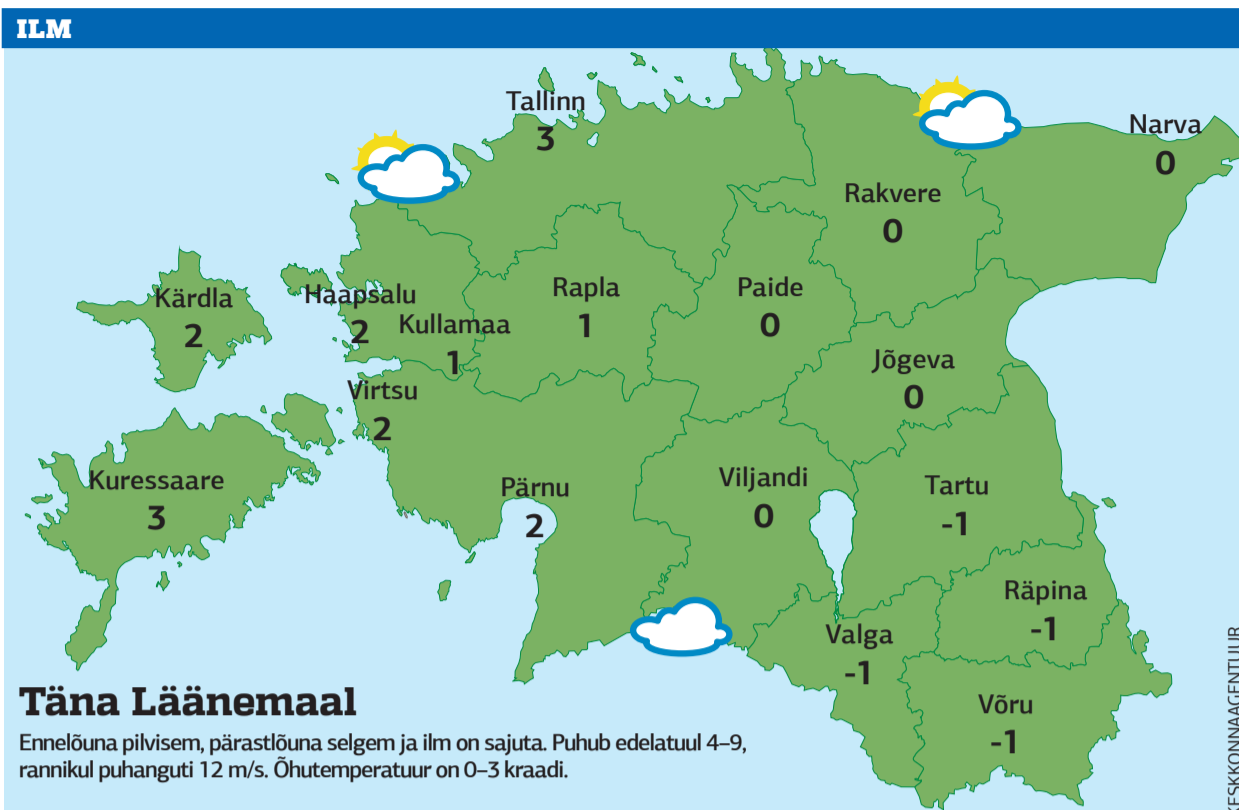 ILM
Tallinn
3
Narva
0
Rakvere
0
Kärdla
2
Haapsalu
2
Kullamaa
1
Rapla
1
Paide
0
Jõgeva
0
Virtsu
2
Kuressaare
3
Pärnu
2
Viljandi
0
Tartu
-1
Räpina
-1
Valga
-1
Võru
-1
Täna Läänemaal
Ennelõuna pilvisem, pärastlõuna selgem ja ilm on sajuta. Puhub edelatuul 4–9,
rannikul puhanguti 12 m/s. Õhutemperatuur on 0–3 kraadi.
KESKKONNAAGENTUUR